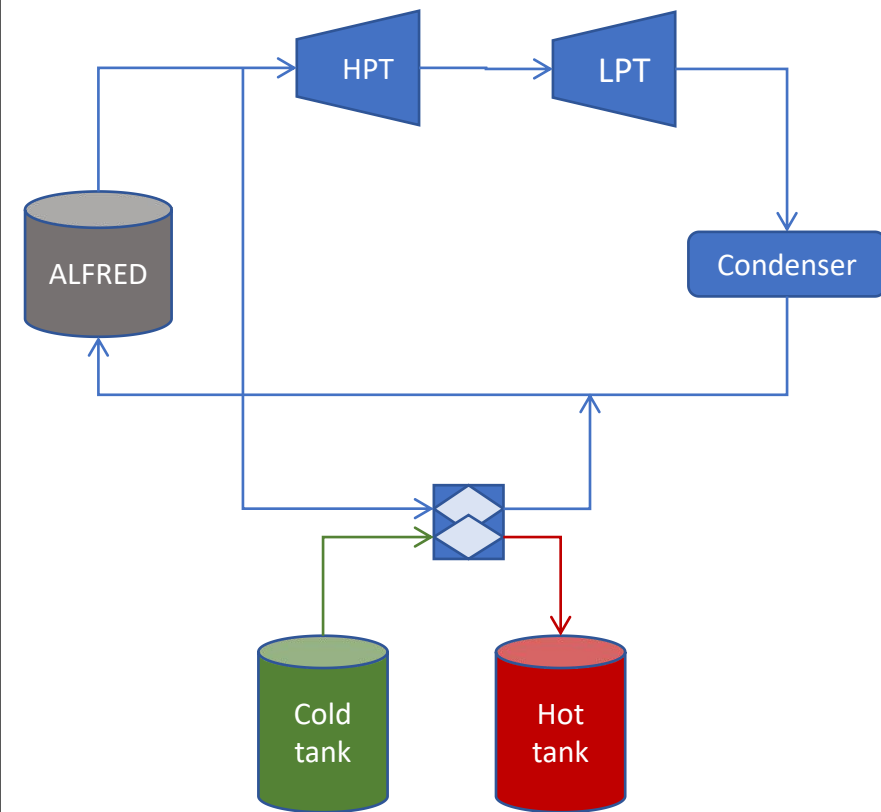 HPT
LPT
ALFRED
Condenser
Cold
tank
Hot
tank